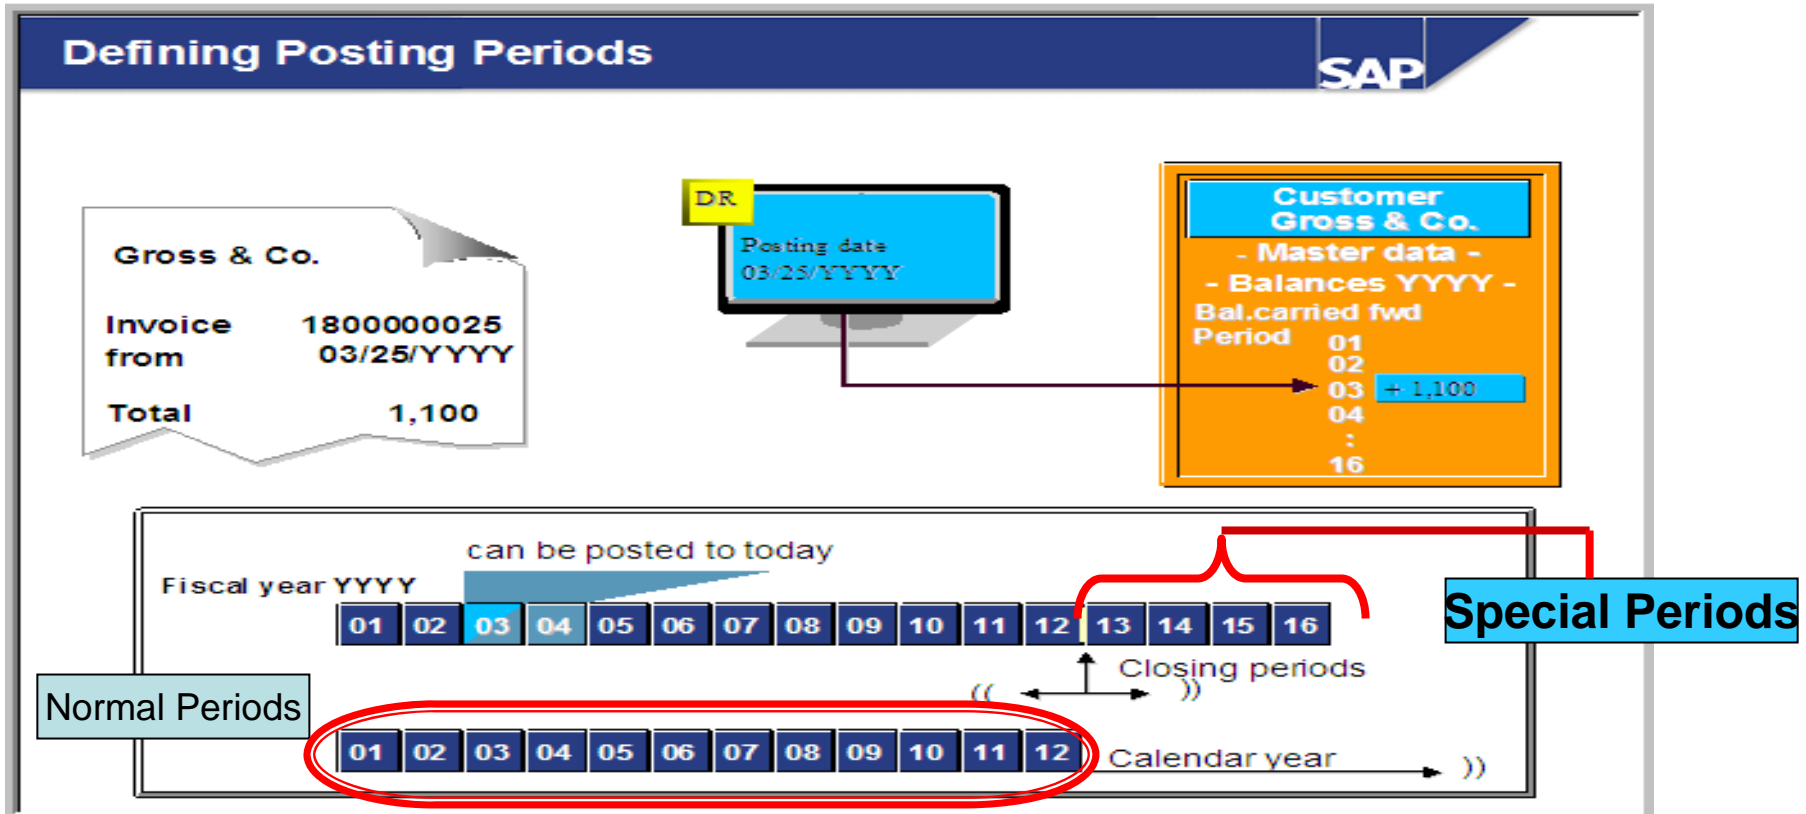 Defining Posting Periods
SAP
Gross & Co.
Invoice 1800000025
from 03/25/YYYY
Total 1,100
DR
Posting date
03/25/YYYY
Customer
Gross & Co.
- Master data -
- Balances YYYY -
Bal.carried fwd
Period 01
02
03 + 1,100
04
:
16
can be posted to today
Fiscal year YYYY
01 02 03 04 05 06 07 08 09 10 11 12 13 14 15 16
Special Periods
Closing periods
(( ))
Normal Periods
01 02 03 04 05 06 07 08 09 10 11 12
Calendar year ))